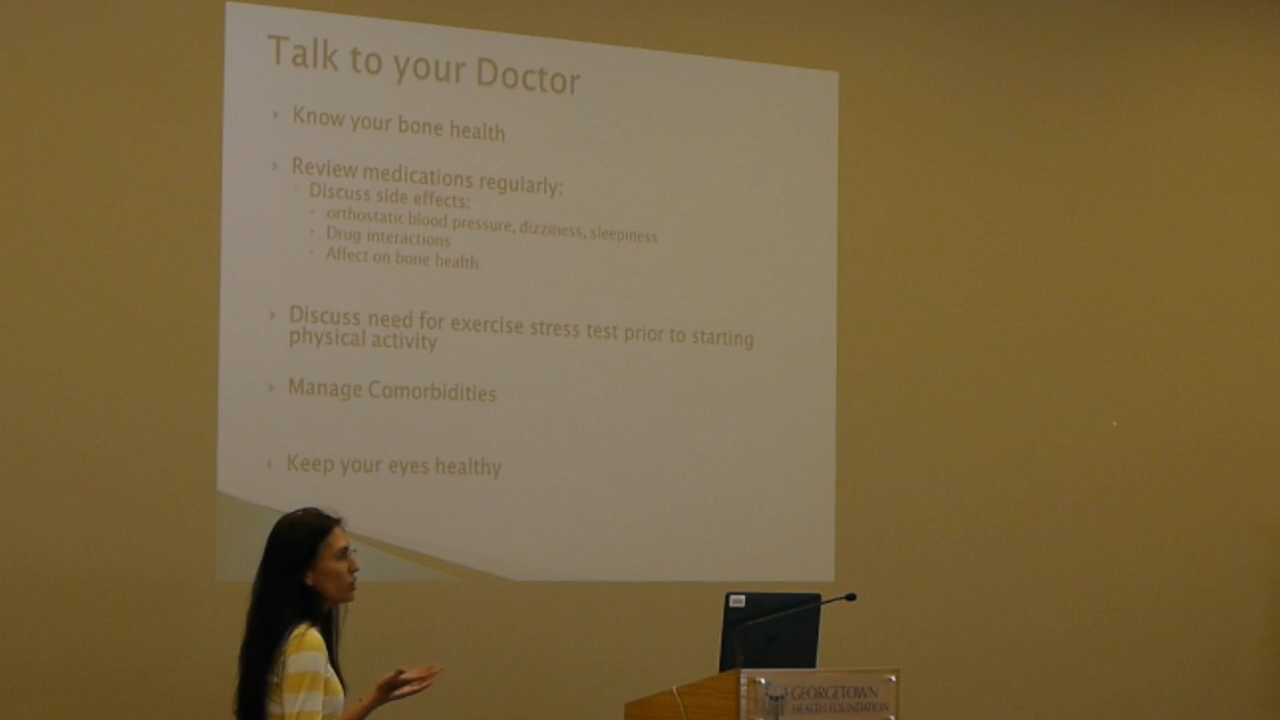 Talk to your Doctor
Know your bone health
Review medications regularly:
Discuss side effects:
orthostatic blood pressure, dizziness, sleepiness
Drug interactions
Affect on bone health
Discuss need for exercise stress test prior to starting
physical activity
Manage Comorbidities
Keep your eyes healthy
GEORGETOWN
HEALTH FOUNDATION